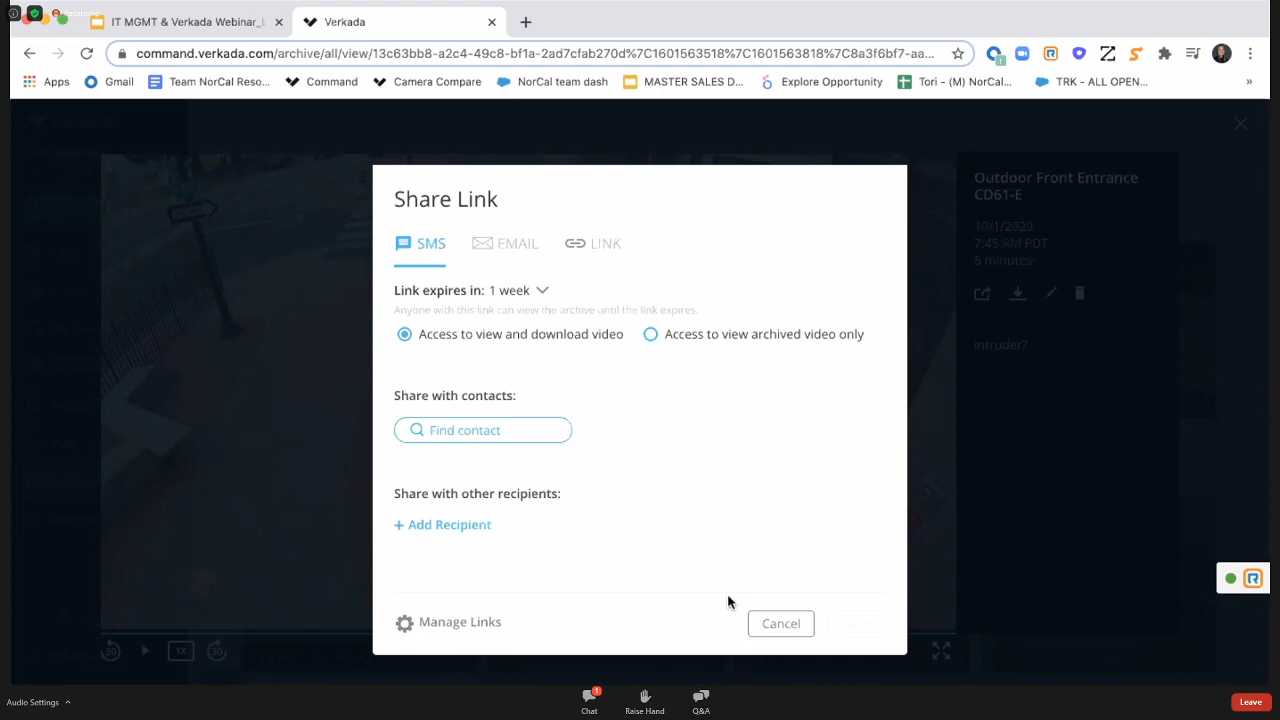 Recording
IT MGMT & Verkada Webinar_
Verkada
command.verkada.com/archive/all/view/13c63bb8-a2c4-49c8-bf1a-2ad7cfab270d%7C1601563518%7C1601563818%7C8a3f6bf7-aa...
Apps Gmail Team NorCal Reso... Command Camera Compare NorCal team dash MASTER SALES D... Explore Opportunity Tori - (M) NorCal... TRK - ALL OPEN... »
Outdoor Front Entrance
CD61-E
10/1/2020
7:45 AM PDT
5 minutes
intruder?
Share Link
SMS EMAIL LINK
Link expires in: 1 week
Anyone with this link can view the archive until the link expires.
Access to view and download video Access to view archived video only
Share with contacts:
Find contact
Share with other recipients:
+ Add Recipient
Manage Links
Cancel
30 1X 30
Audio Settings
1
Chat Raise Hand Q&A
Leave